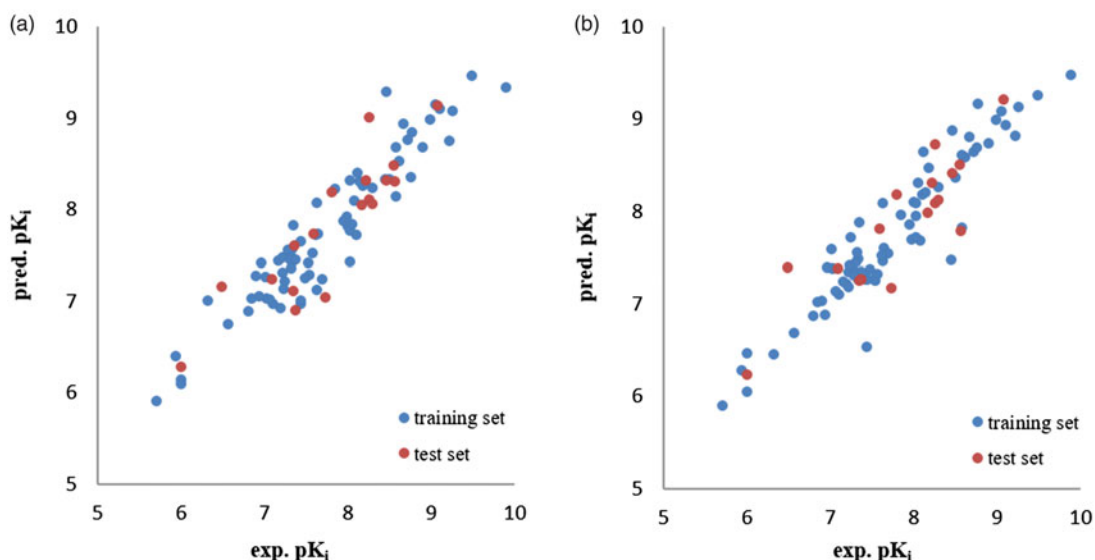 (a)
10
9
8
7
6
5
pred. pKi
training set
test set
5 6 7 8 9 10
exp. pKi
(b)
10
9
8
7
6
5
pred. pKi
training set
test set
5 6 7 8 9 10
exp. pKi